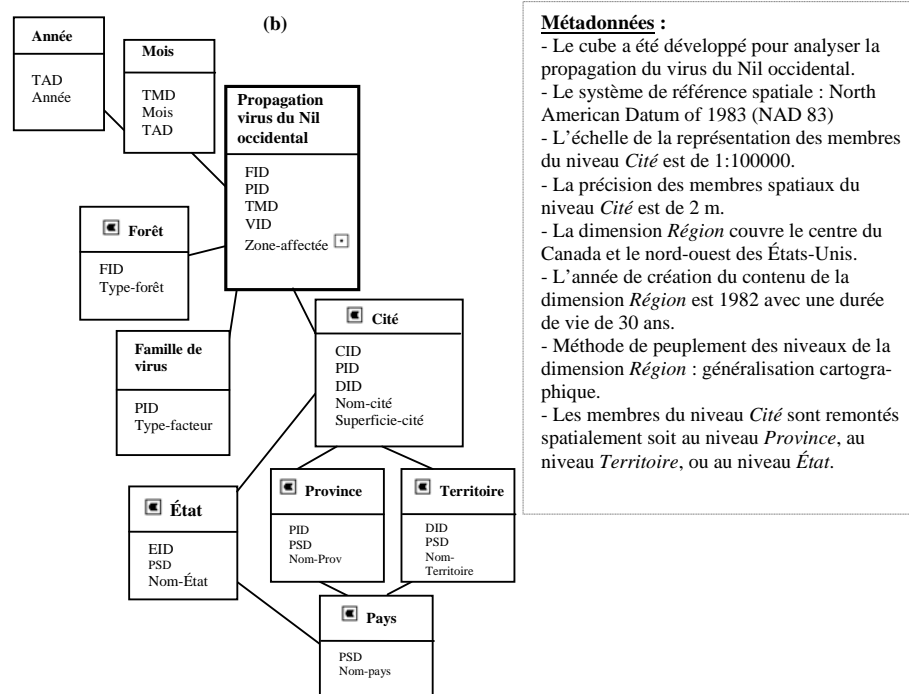 (b)
Année
TAD
Année
Mois
TMD
Mois
TAD
Propagation
virus du Nil
occidental
FID
PID
TMD
VID
Zone-affectée
Forêt
FID
Type-forêt
Famille de
virus
PID
Type-facteur
Cité
CID
PID
DID
Nom-cité
Superficie-cité
État
EID
PSD
Nom-État
Province
PID
PSD
Nom-Prov
Territoire
DID
PSD
Nom-
Territoire
Pays
PSD
Nom-pays
Métadonnées :
- Le cube a été développé pour analyser la
propagation du virus du Nil occidental.
- Le système de référence spatiale : North
American Datum of 1983 (NAD 83)
- L’échelle de la représentation des membres
du niveau Cité est de 1:100000.
- La précision des membres spatiaux du
niveau Cité est de 2 m.
- La dimension Région couvre le centre du
Canada et le nord-ouest des États-Unis.
- L’année de création du contenu de la
dimension Région est 1982 avec une durée
de vie de 30 ans.
- Méthode de peuplement des niveaux de la
dimension Région : généralisation cartogra-
phique.
- Les membres du niveau Cité sont remontés
spatialement soit au niveau Province, au
niveau Territoire, ou au niveau État.